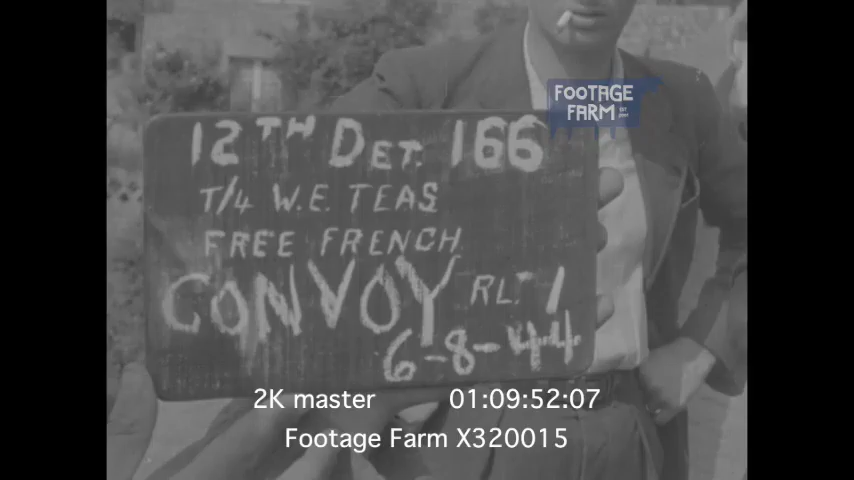 12TH DET. 166
T/4 W.E. TEAS
FREE FRENCH
CONVOY RL. 1
6-8-44
FOOTAGE
FARM
2K master 01:09:52:07
Footage Farm X320015